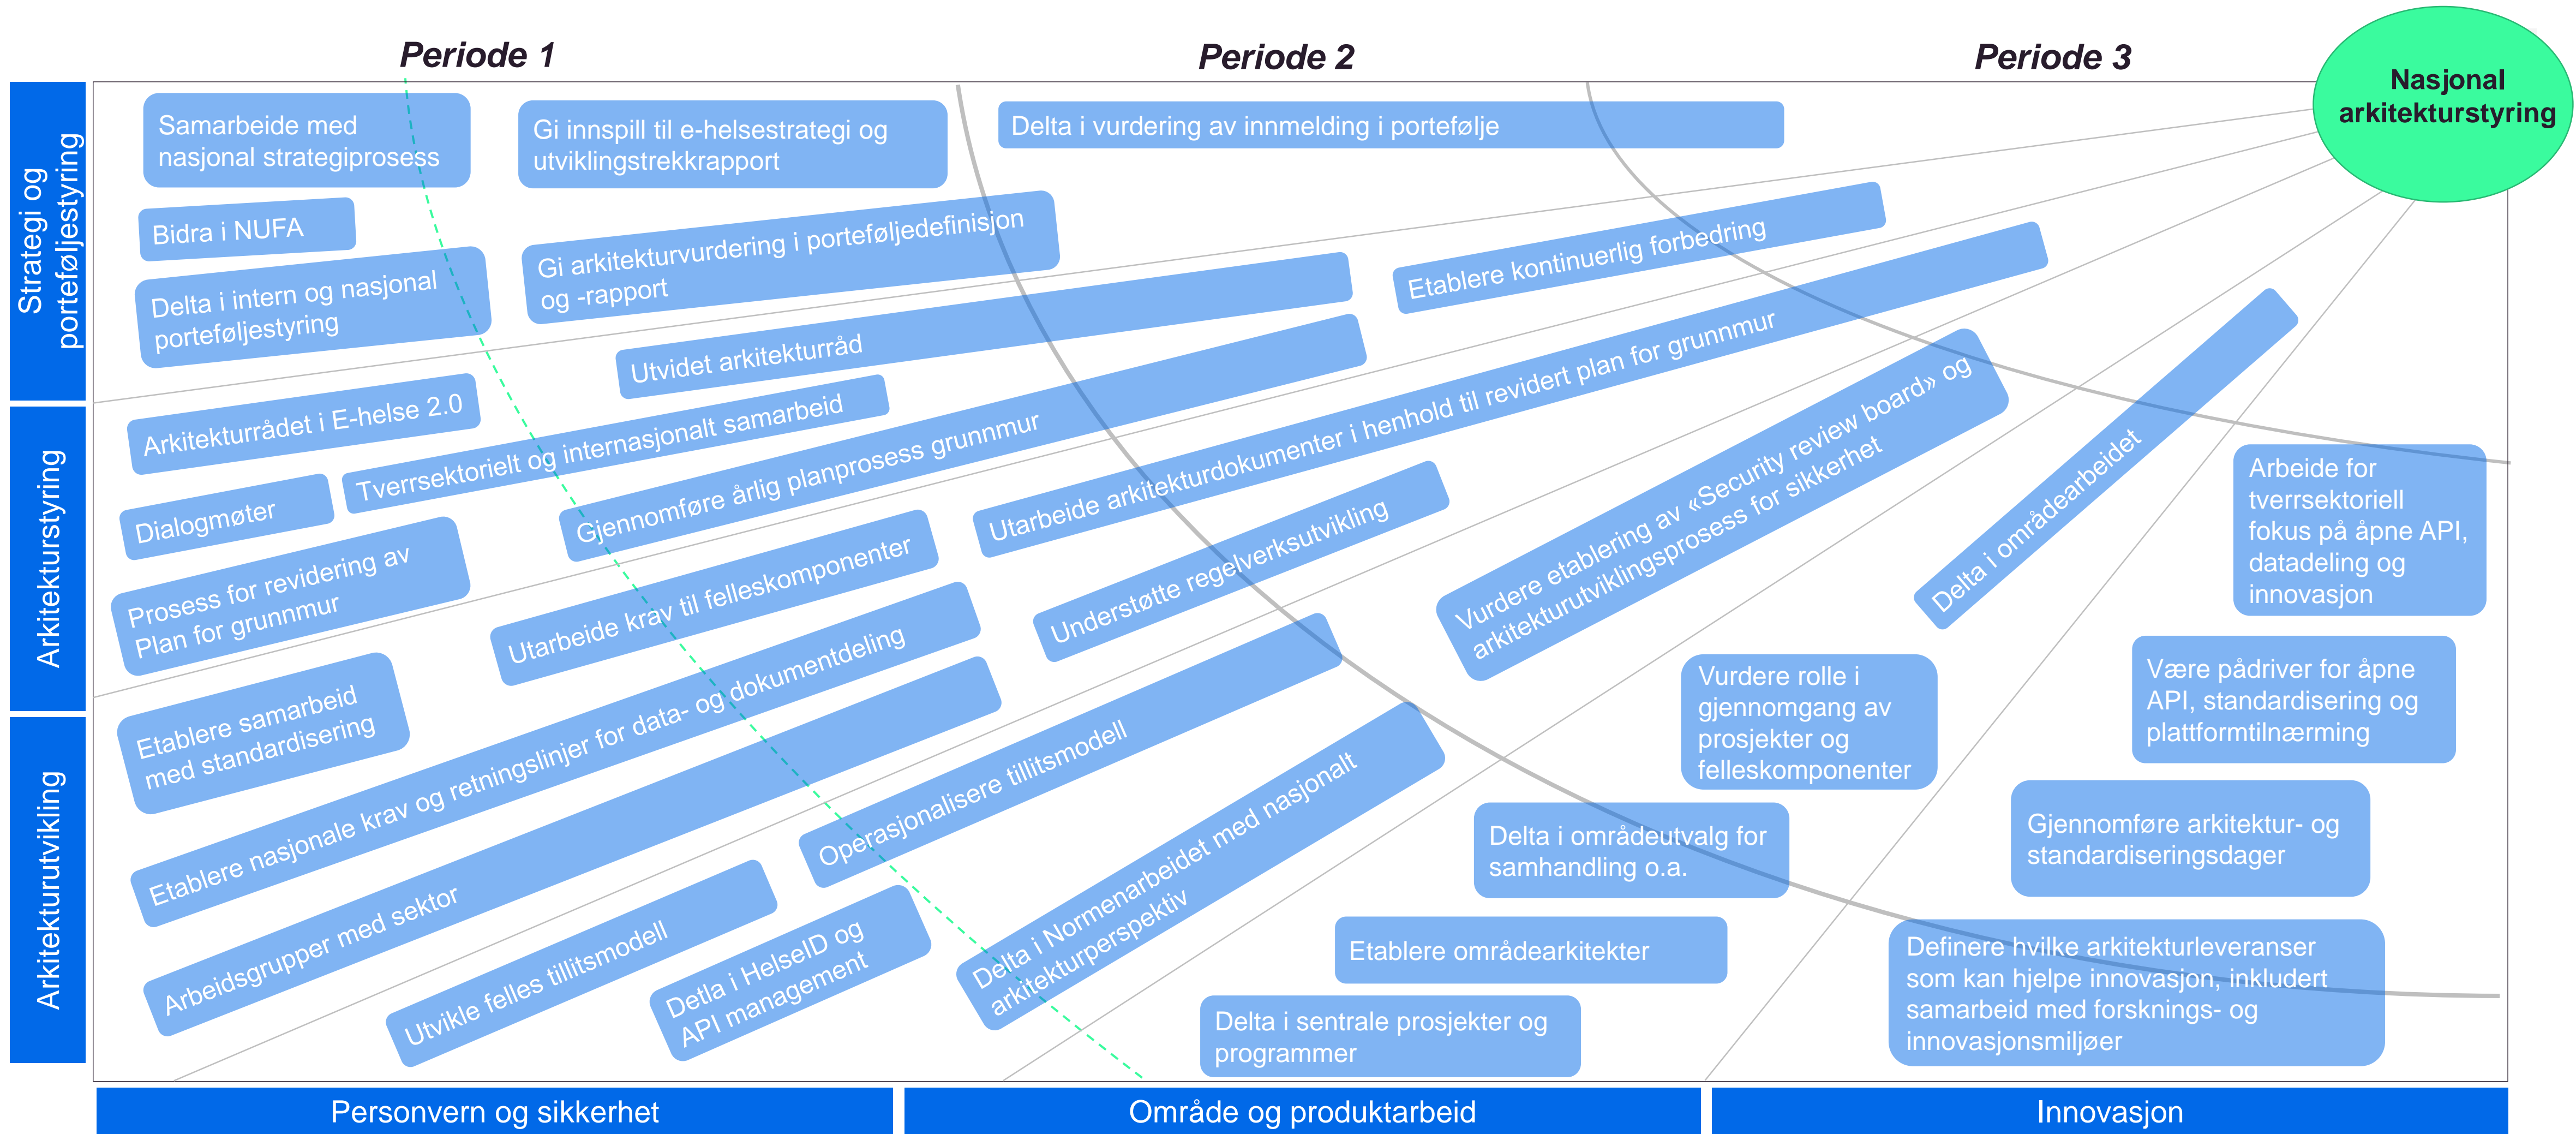 Periode 1
Periode 2
Periode 3
Nasjonal
arkitekturstyring
Strategi og
porteføljestyring
Samarbeide med
nasjonal strategiprosess
Gi innspill til e-helsestrategi og
utviklingstrekkrapport
Delta i vurdering av innmelding i portefølje
Bidra i NUFA
Gi arkitekturvurdering i porteføljedefinisjon
og -rapport
Delta i intern og nasjonal
porteføljestyring
Arkitekturstyring
Etablere kontinuerlig forbedring
Utvidet arkitekturråd
Arkitekturrådet i E-helse 2.0
Tverrsektorielt og internasjonalt samarbeid
Gjennomføre årlig planprosess grunnmur
Dialogmøter
Prosess for revidering av
Plan for grunnmur
Arkitekturutvikling
Utarbeide arkitekturdokumenter i henhold til revidert plan for grunnmur
Utarbeide krav til felleskomponenter
Understøtte regelverksutvikling
Etablere samarbeid
med standardisering
Etablere nasjonale krav og retningslinjer for data- og dokumentdeling
Arbeidsgrupper med sektor
Vurdere etablering av «Security review board» og
arkitekturutviklingsprosess for sikkerhet
Operasjonalisere tillitsmodell
Utvikle felles tillitsmodell
Detla i HelseID og
API management
Delta i Normenarbeidet med nasjonalt
arkitekturperspektiv
Delta i områdearbeidet
Vurdere rolle i
gjennomgang av
prosjekter og
felleskomponenter
Delta i områdeutvalg for
samhandling o.a.
Etablere områdearkitekter
Delta i sentrale prosjekter og
programmer
Arbeide for
tverrsektoriell
fokus på åpne API,
datadeling og
innovasjon
Være pådriver for åpne
API, standardisering og
plattformtilnærming
Gjennomføre arkitektur- og
standardiseringsdager
Definere hvilke arkitekturleveranser
som kan hjelpe innovasjon, inkludert
samarbeid med forsknings- og
innovasjonsmiljøer
Personvern og sikkerhet
Område og produktarbeid
Innovasjon